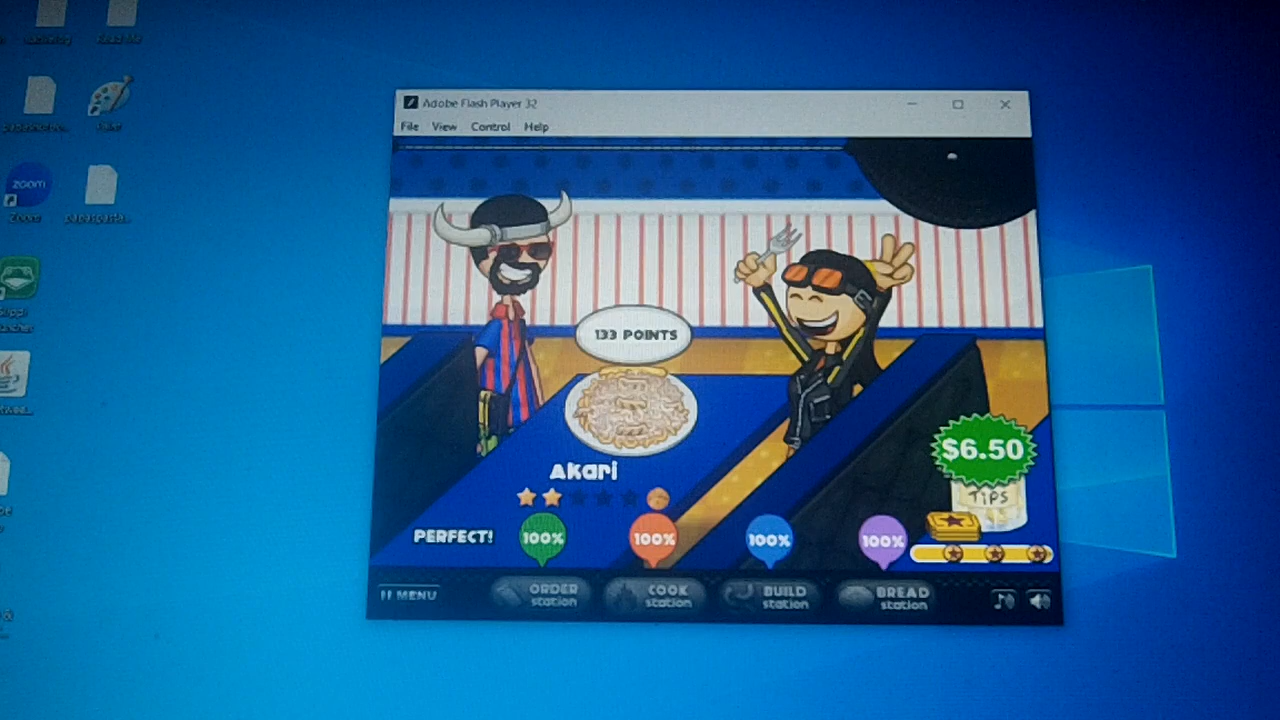 Adobe Flash Player 32
File View Control Help
zoom
Zoom
133 POINTS
AKARI
$6.50
TIPS
PERFECT!
100%
100%
100%
100%
MENU
ORDER
station
COOK
station
BUILD
station
BREAD
station